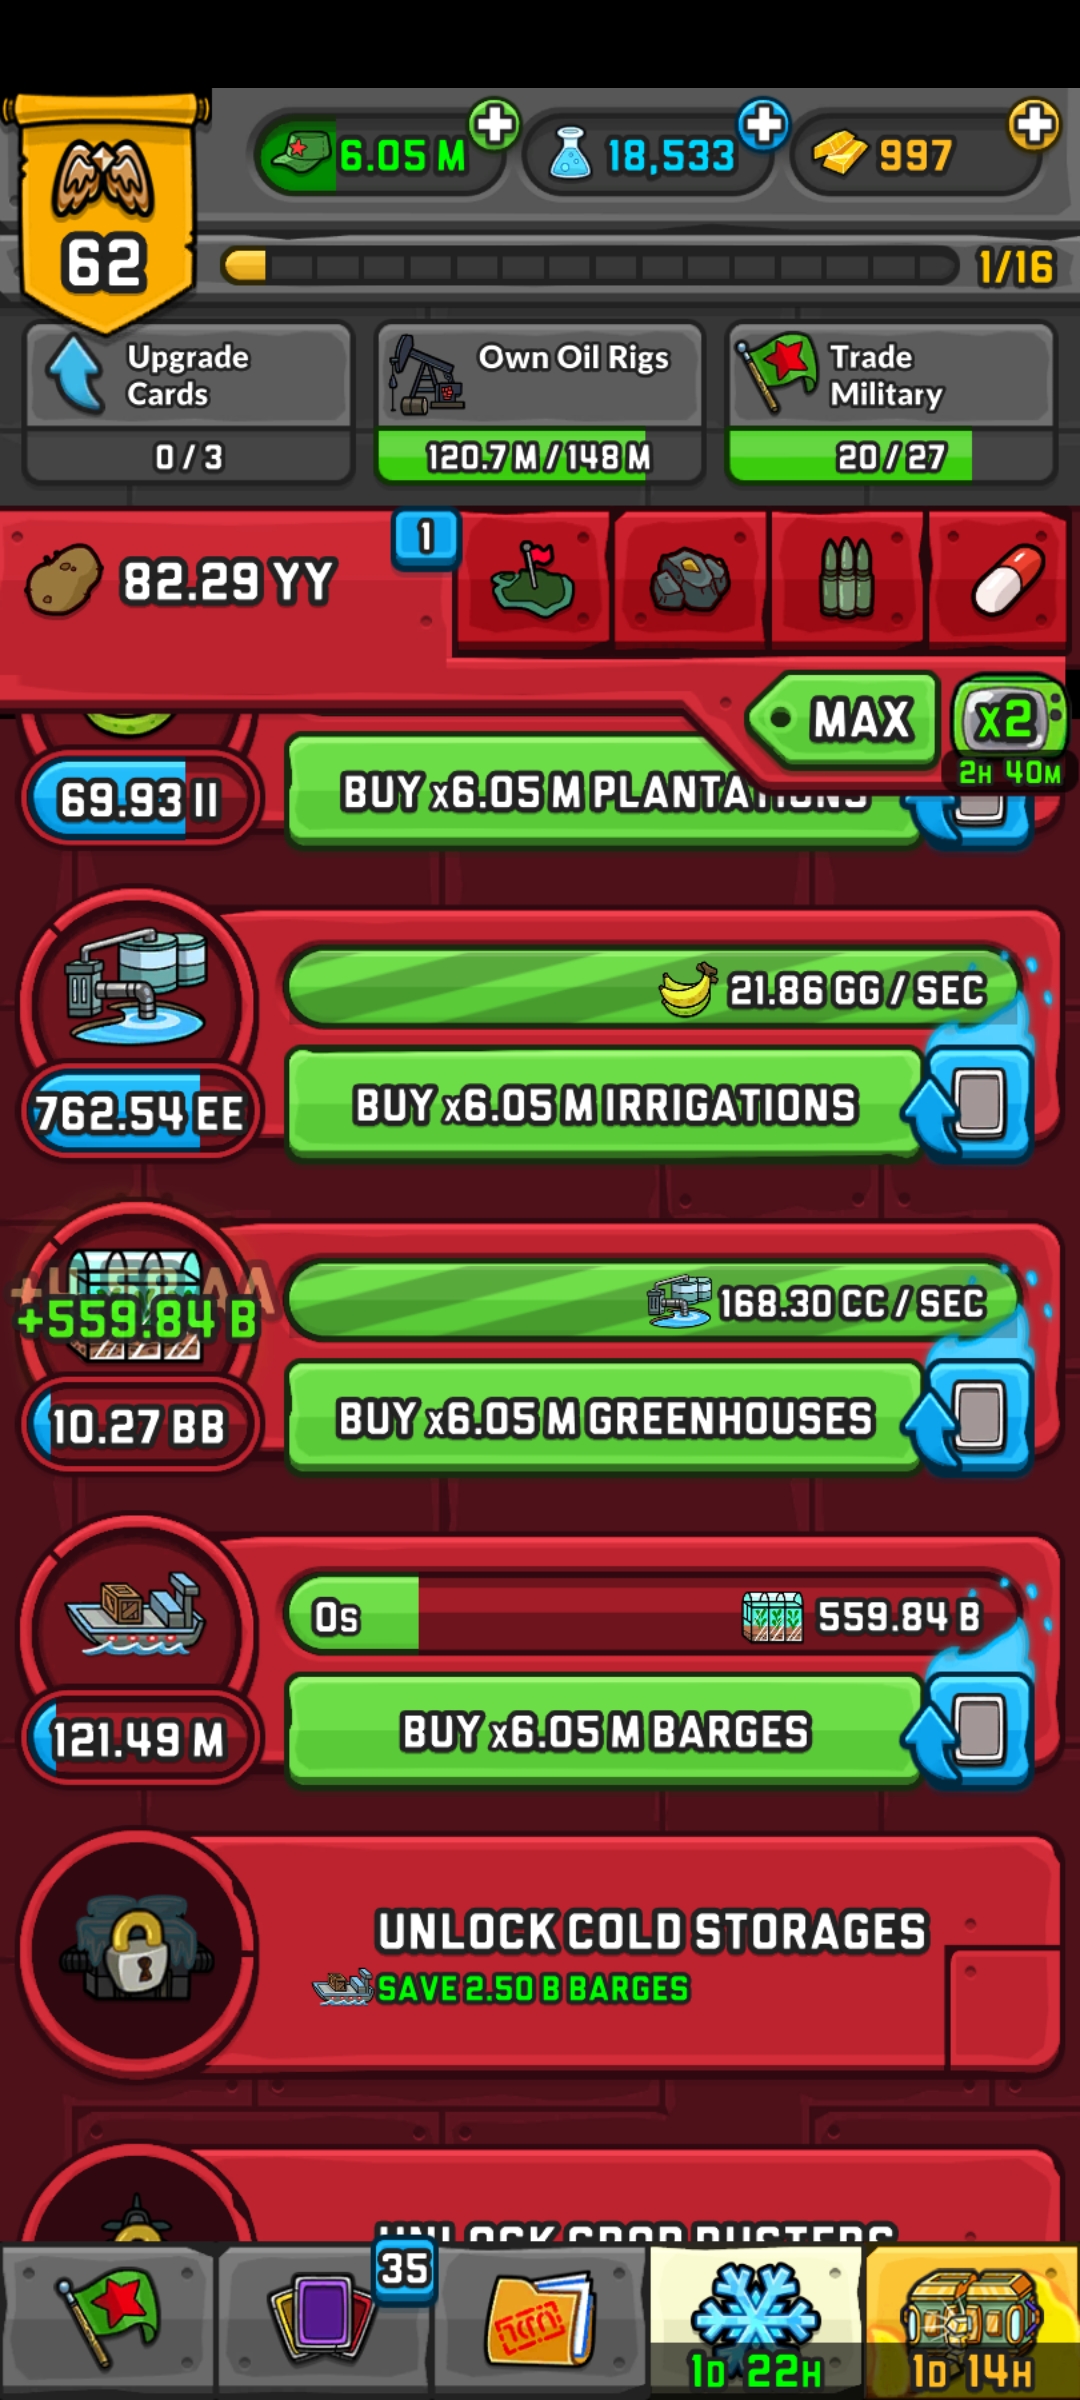 6.05 M
18,533
997
62
1/16
Upgrade
Cards
0 / 3
Own Oil Rigs
120.7 M / 148 M
Trade
Military
20 / 27
82.29 YY
1
MAX
x2
2H 40M
69.93 II
BUY x6.05 M PLANTATIONS
21.86 GG / SEC
762.54 EE
BUY x6.05 M IRRIGATIONS
+559.84 B
168.30 CC / SEC
10.27 BB
BUY x6.05 M GREENHOUSES
0s
559.84 B
121.49 M
BUY x6.05 M BARGES
UNLOCK COLD STORAGES
SAVE 2.50 B BARGES
UNLOCK CROP DUSTERS
35
1D 22H
1D 14H